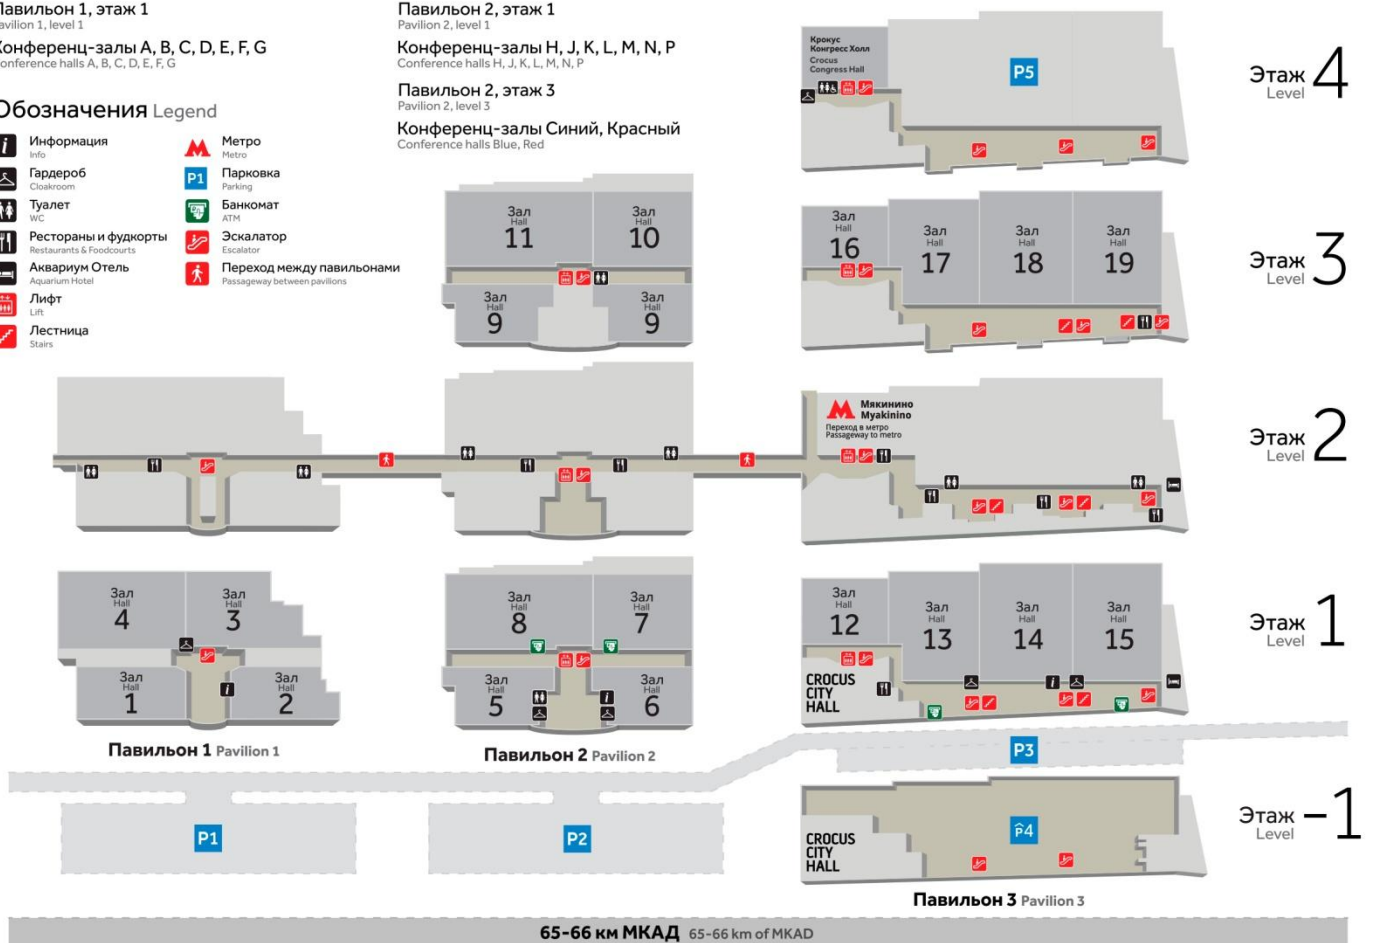 Павильон 1, этаж 1
Pavilion 1, level 1
Конференц-залы A, B, C, D, E, F, G
Conference halls A, B, C, D, E, F, G
Павильон 2, этаж 1
Pavilion 2, level 1
Конференц-залы H, J, K, L, M, N, P
Conference halls H, J, K, L, M, N, P
Павильон 2, этаж 3
Pavilion 2, level 3
Конференц-залы Синий, Красный
Conference halls Blue, Red
Обозначения Legend
i
Информация
Info
Гардероб
Cloakroom
Туалет
WC
Рестораны и фудкорты
Restaurants & Foodcourts
Аквариум Отель
Aquarium Hotel
Лифт
Lift
Лестница
Stairs
Метро
Metro
P1
Парковка
Parking
Банкомат
ATM
Эскалатор
Escalator
Переход между павильонами
Passageway between pavilions
Крокус
Конгресс Холл
Crocus
Congress Hall
P5
Этаж 4
Level
Зал
Hall
11
Зал
Hall
10
Зал
Hall
9
Зал
Hall
9
Зал
Hall
16
Зал
Hall
17
Зал
Hall
18
Зал
Hall
19
Этаж 3
Level
Мякинино
Myakinino
Переход в метро
Passageway to metro
Этаж 2
Level
Зал
Hall
4
Зал
Hall
3
Зал
Hall
1
i
Зал
Hall
2
Павильон 1 Pavilion 1
Зал
Hall
8
Зал
Hall
7
Зал
Hall
5
i
Зал
Hall
6
Павильон 2 Pavilion 2
Зал
Hall
12
Зал
Hall
13
Зал
Hall
14
Зал
Hall
15
CROCUS
CITY
HALL
i
Этаж 1
Level
P3
P1
P2
CROCUS
CITY
HALL
P4
Этаж −1
Level
Павильон 3 Pavilion 3
65-66 км МКАД 65-66 km of MKAD